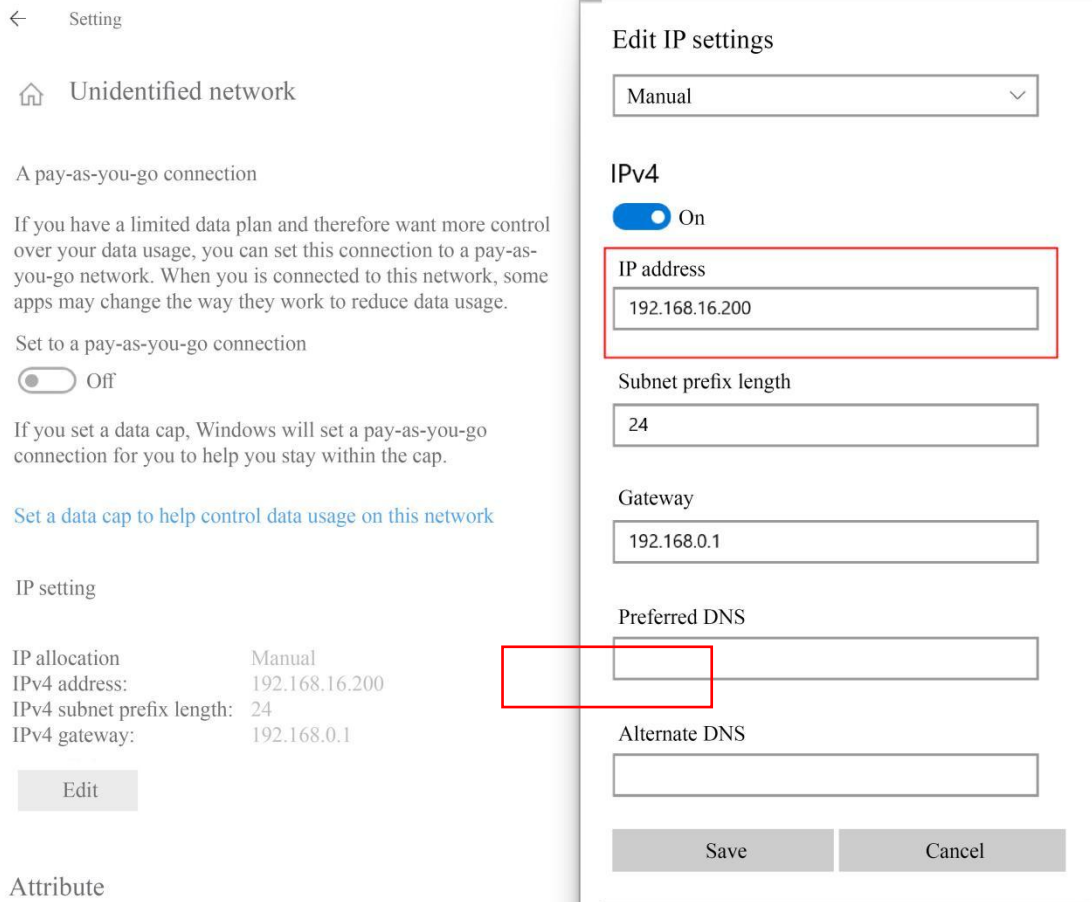 Setting
Unidentified network
A pay-as-you-go connection
If you have a limited data plan and therefore want more control
over your data usage, you can set this connection to a pay-as-
you-go network. When you is connected to this network, some
apps may change the way they work to reduce data usage.
Set to a pay-as-you-go connection
Off
If you set a data cap, Windows will set a pay-as-you-go
connection for you to help you stay within the cap.
Set a data cap to help control data usage on this network
IP setting
IP allocation Manual
IPv4 address: 192.168.16.200
IPv4 subnet prefix length: 24
IPv4 gateway: 192.168.0.1
Edit
Attribute
Edit IP settings
Manual
IPv4
On
IP address
192.168.16.200
Subnet prefix length
24
Gateway
192.168.0.1
Preferred DNS
Alternate DNS
Save
Cancel